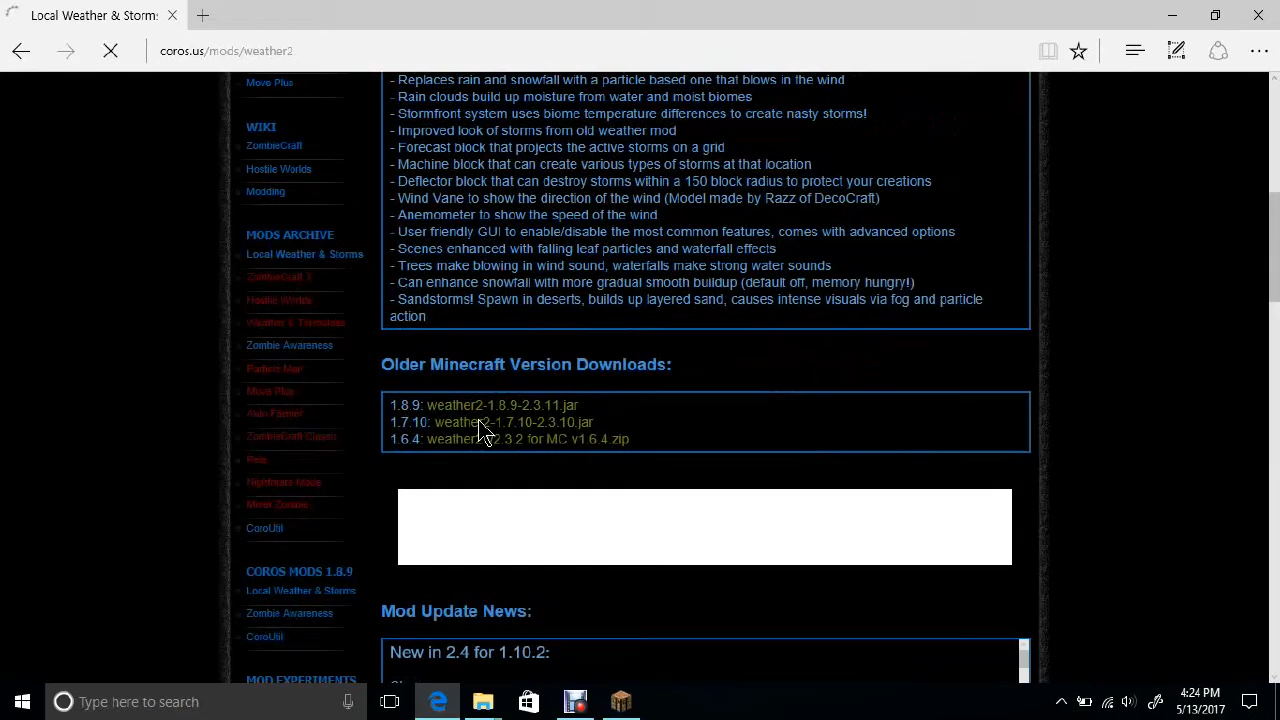 Local Weather & Storms
coros.us/mods/weather2
Move Plus
WIKI
ZombieCraft
Hostile Worlds
Modding
MODS ARCHIVE
Local Weather & Storms
ZombieCraft 3
Hostile Worlds
Weather & Tornadoes
Zombie Awareness
Particle Man
Move Plus
Auto Farmer
ZombieCraft Classic
Pets
Nightmare Mode
Miner Zombie
CoroUtil
COROS MODS 1.8.9
Local Weather & Storms
Zombie Awareness
CoroUtil
MOD EXPERIMENTS
- Replaces rain and snowfall with a particle based one that blows in the wind
- Rain clouds build up moisture from water and moist biomes
- Stormfront system uses biome temperature differences to create nasty storms!
- Improved look of storms from old weather mod
- Forecast block that projects the active storms on a grid
- Machine block that can create various types of storms at that location
- Deflector block that can destroy storms within a 150 block radius to protect your creations
- Wind Vane to show the direction of the wind (Model made by Razz of DecoCraft)
- Anemometer to show the speed of the wind
- User friendly GUI to enable/disable the most common features, comes with advanced options
- Scenes enhanced with falling leaf particles and waterfall effects
- Trees make blowing in wind sound, waterfalls make strong water sounds
- Can enhance snowfall with more gradual smooth buildup (default off, memory hungry!)
- Sandstorms! Spawn in deserts, builds up layered sand, causes intense visuals via fog and particle
action
Older Minecraft Version Downloads:
1.8.9: weather2-1.8.9-2.3.11.jar
1.7.10: weather2-1.7.10-2.3.10.jar
1.6.4: 2.3.2 for MC v1.6.4.zip
Mod Update News:
New in 2.4 for 1.10.2:
Type here to search
4:24 PM
5/13/2017